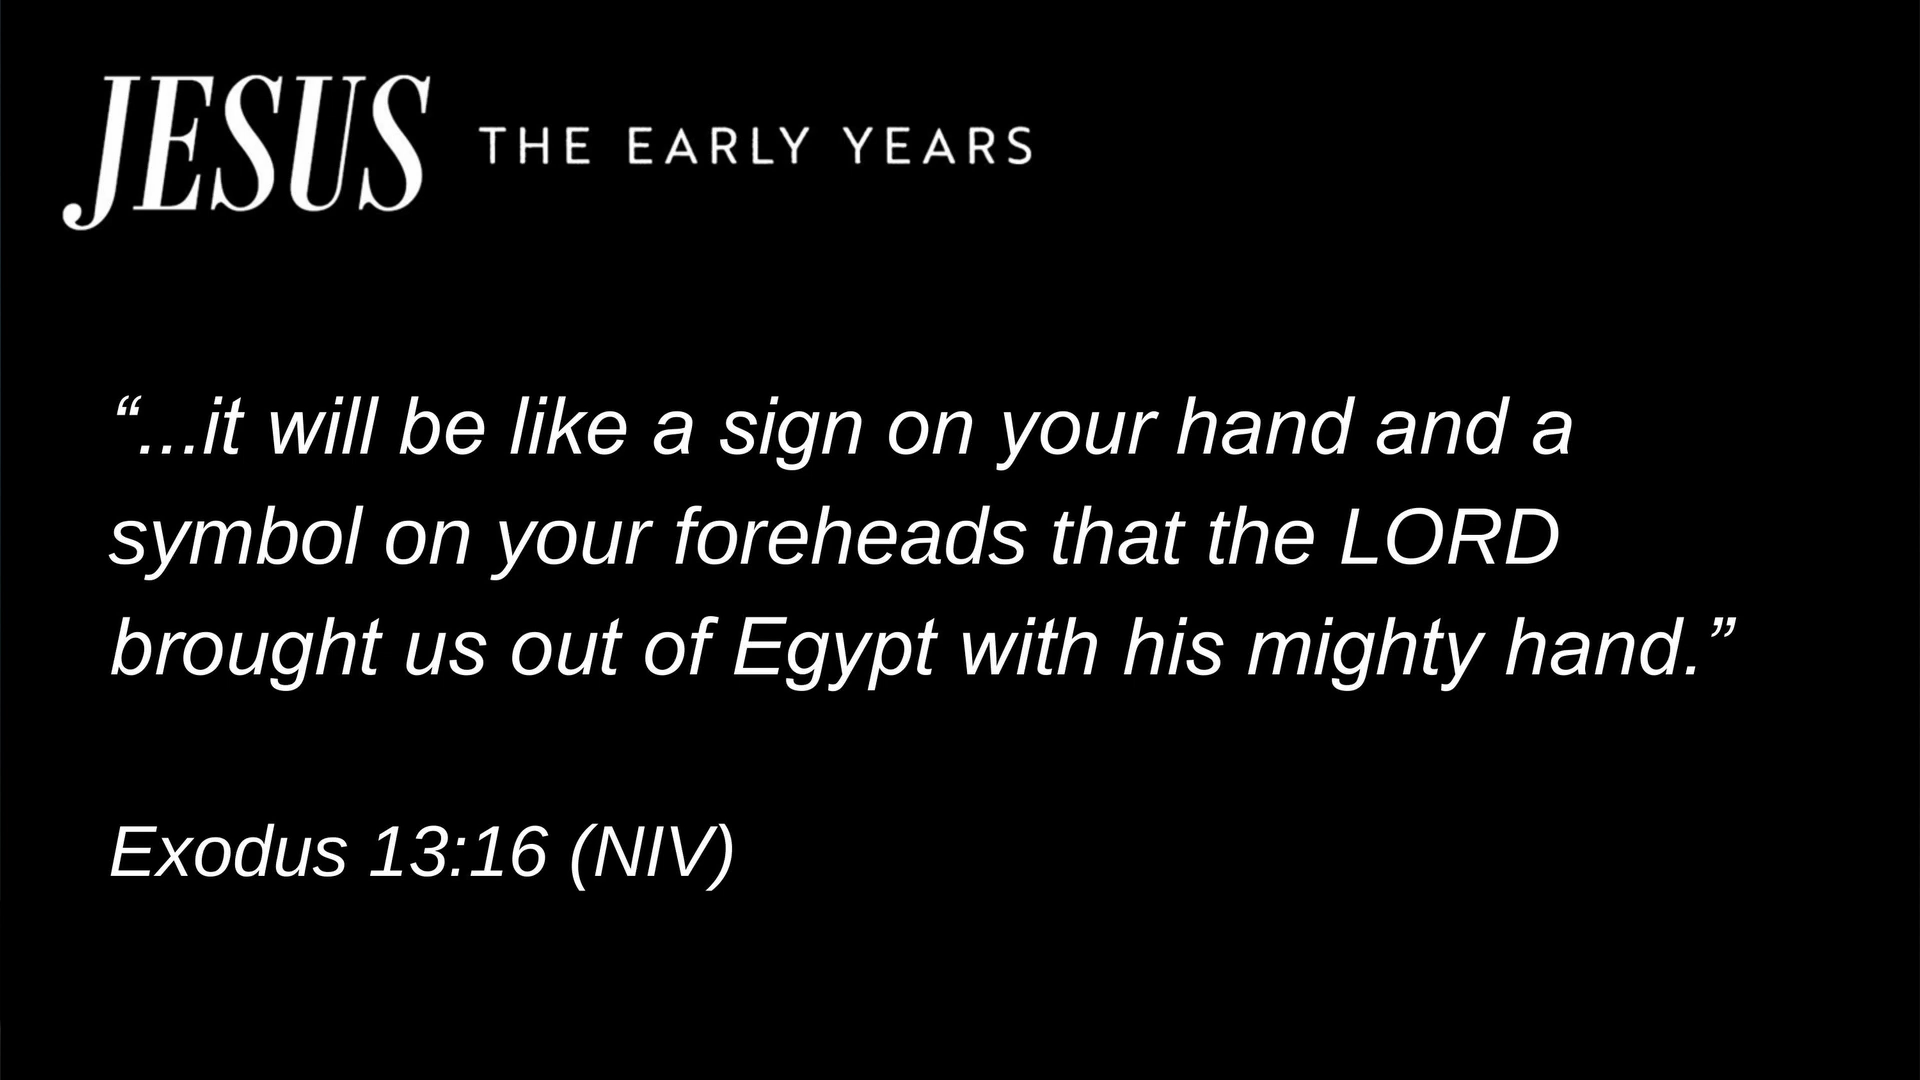 JESUS THE EARLY YEARS
“...it will be like a sign on your hand and a
symbol on your foreheads that the LORD
brought us out of Egypt with his mighty hand.”
Exodus 13:16 (NIV)